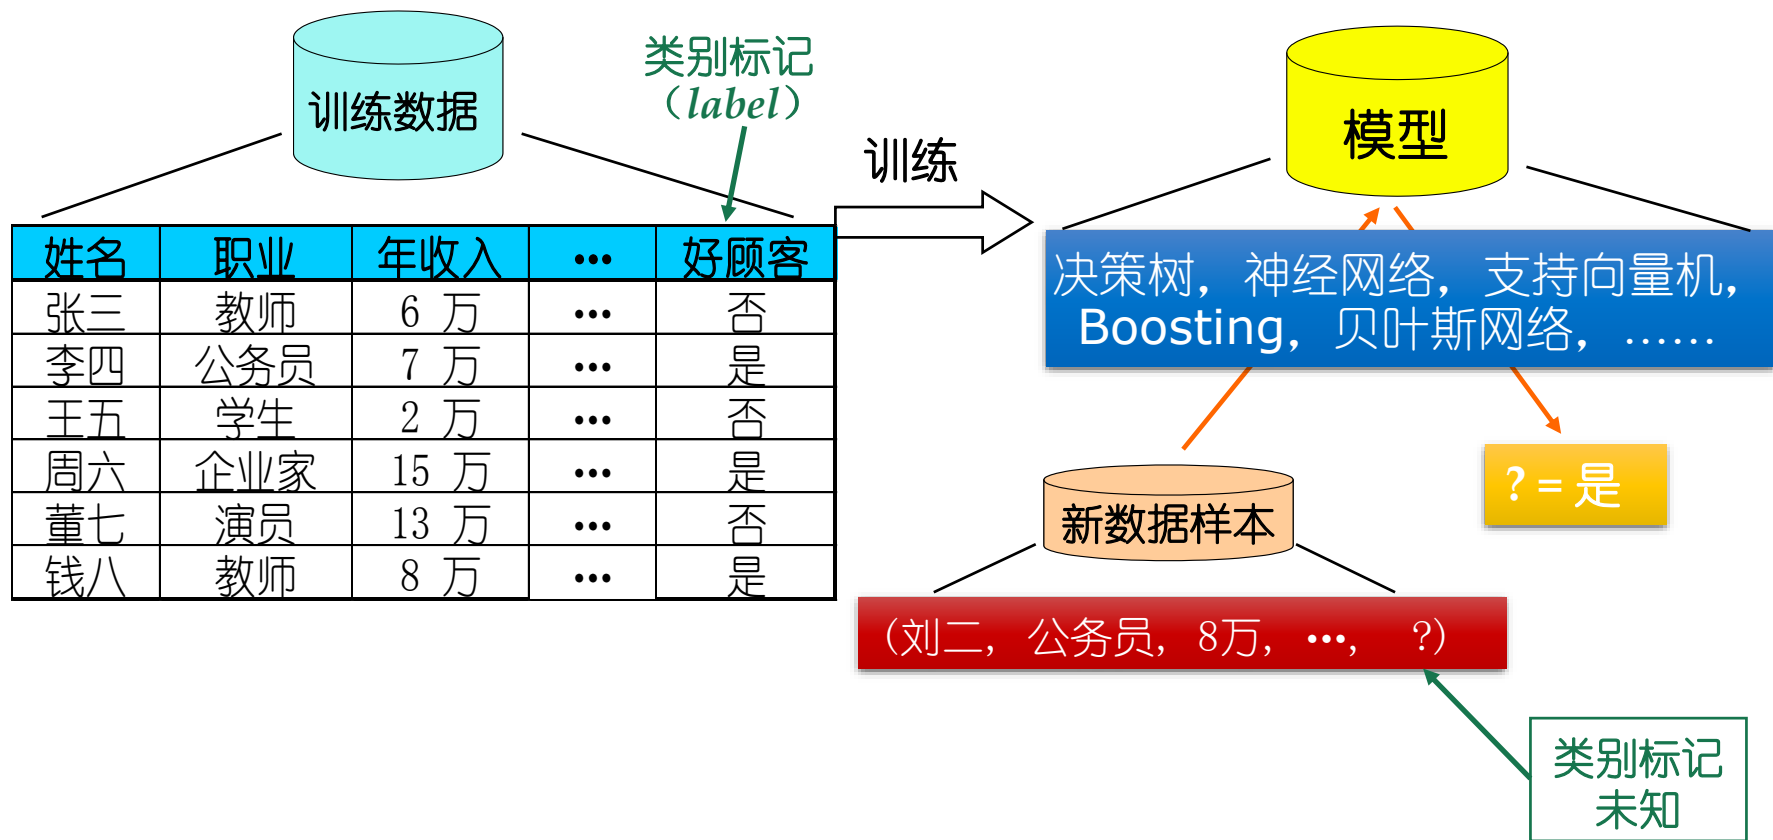 训练数据
类别标记
（label）
训练
模型
姓名 职业 年收入 … 好顾客
张三 教师 6 万 … 否
李四 公务员 7 万 … 是
王五 学生 2 万 … 否
周六 企业家 15 万 … 是
董七 演员 13 万 … 否
钱八 教师 8 万 … 是
决策树，神经网络，支持向量机，
Boosting，贝叶斯网络，……
? = 是
新数据样本
（刘二，公务员，8万，…， ?）
类别标记
未知